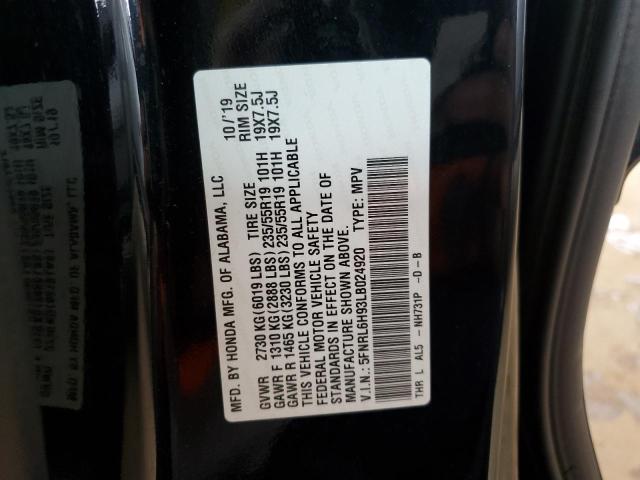 MFD. BY HONDA MFG. OF ALABAMA, LLC 10/'19
GVWR 2730 KG(6019 LBS) TIRE SIZE RIM SIZE
GAWR F 1310 KG(2888 LBS)235/55R19 101H 19X7.5J
GAWR R 1465 KG(3230 LBS)235/55R19 101H 19X7.5J
THIS VEHICLE CONFORMS TO ALL APPLICABLE
FEDERAL MOTOR VEHICLE SAFETY
STANDARDS IN EFFECT ON THE DATE OF
MANUFACTURE SHOWN ABOVE.
V.I.N.: 5FNRL6H93LB024920 TYPE: MPV
THR L AL5 - NH731P -D-B